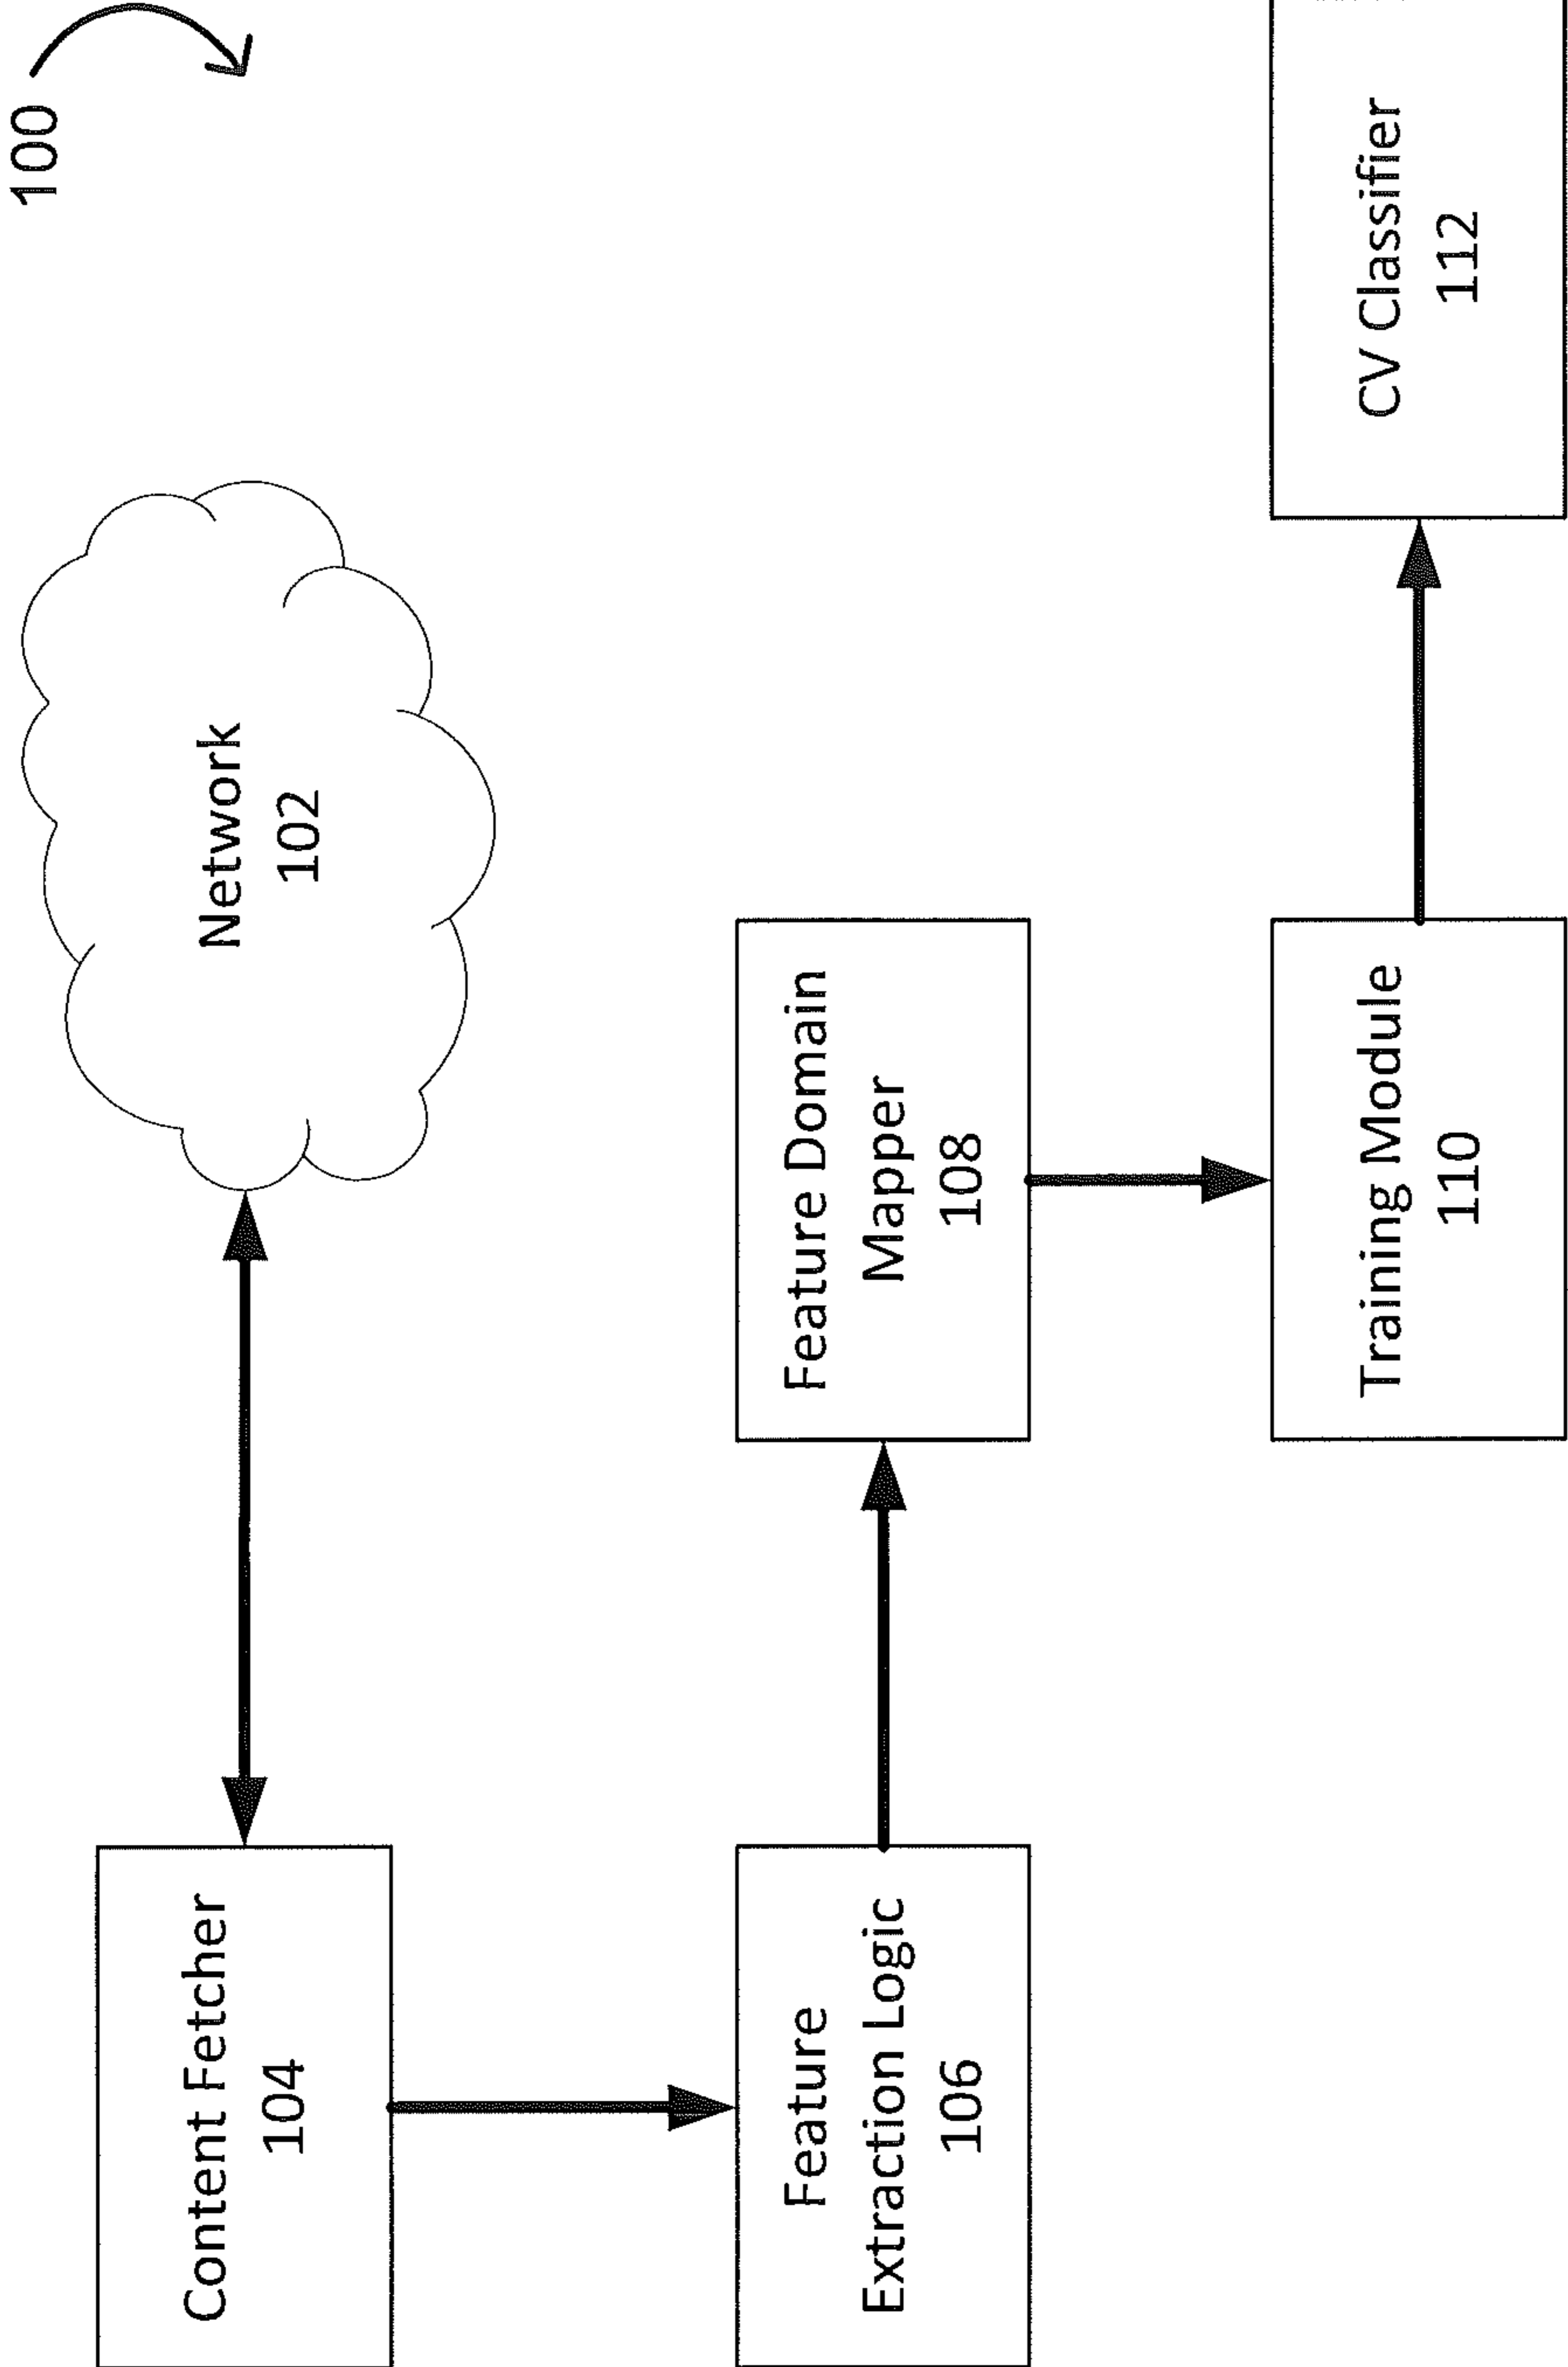 100
Network
102
Content Fetcher
104
Feature
Extraction Logic
106
Feature Domain
Mapper
108
Training Module
110
CV Classifier
112